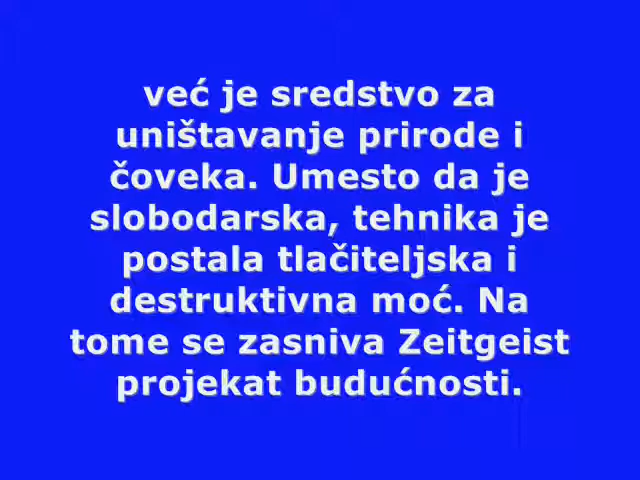 već je sredstvo za
uništavanje prirode i
čoveka. Umesto da je
slobodarska, tehnika je
postala tlačiteljska i
destruktivna moć. Na
tome se zasniva Zeitgeist
projekat budućnosti.